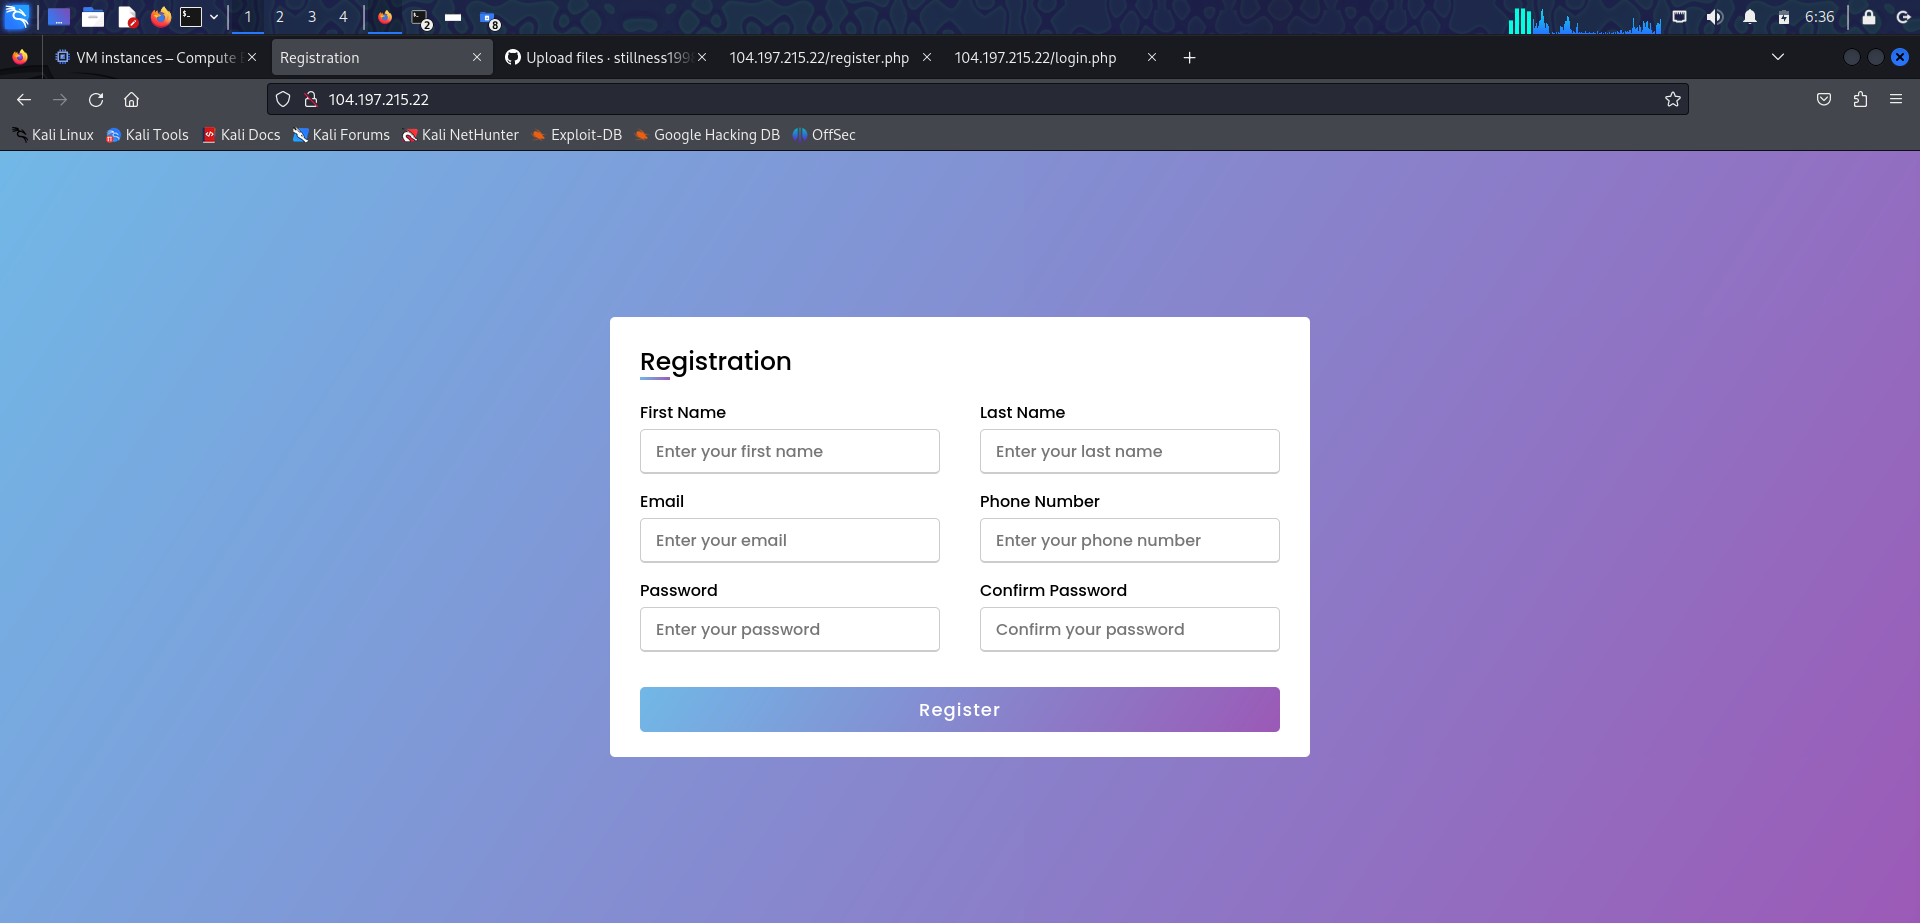 1 2 3 4 2 8 6:36
VM instances – Compute Registration Upload files · stillness199 104.197.215.22/register.php 104.197.215.22/login.php
104.197.215.22
Kali Linux Kali Tools Kali Docs Kali Forums Kali NetHunter Exploit-DB Google Hacking DB OffSec
Registration
First Name Last Name
Enter your first name Enter your last name
Email Phone Number
Enter your email Enter your phone number
Password Confirm Password
Enter your password Confirm your password
Register